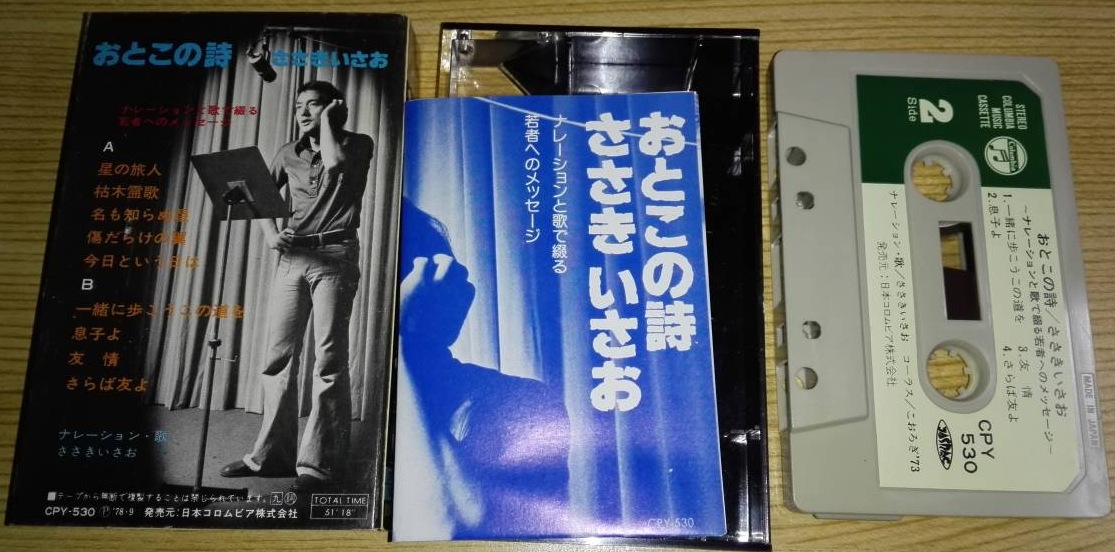 おとこの詩 ささきいさお
ナレーションと歌で綴る
若者へのメッセージ
A
星の旅人
枯木霊歌
名も知らぬ星
傷だらけの
今日という日は
B
一緒に歩こうこの道を
息子よ
友 情
さらば友よ
ナレーション・歌
ささきいさお
■テープから無断で複製することは禁じられています。
CPY-530 Ⓟ'78・9 発売元:日本コロムビア株式会社
TOTAL TIME
31'18"
おとこの詩
ささきいさお
ナレーションと歌で綴る
若者へのメッセージ
CPY-530
STEREO
COLUMBIA
MUSIC
CASSETTE
Columbia
2
Side
おとこの詩/ささきいさお
~ナレーションと歌で綴る若者へのメッセージ~
1.一緒に歩こうこの道を 3.友 情
2.息子よ 4.さらば友よ
ナレーション・歌/ささきいさお コーラス/こおろぎ'73
発売元:日本コロムビア株式会社
CPY
530
MADE IN JAPAN